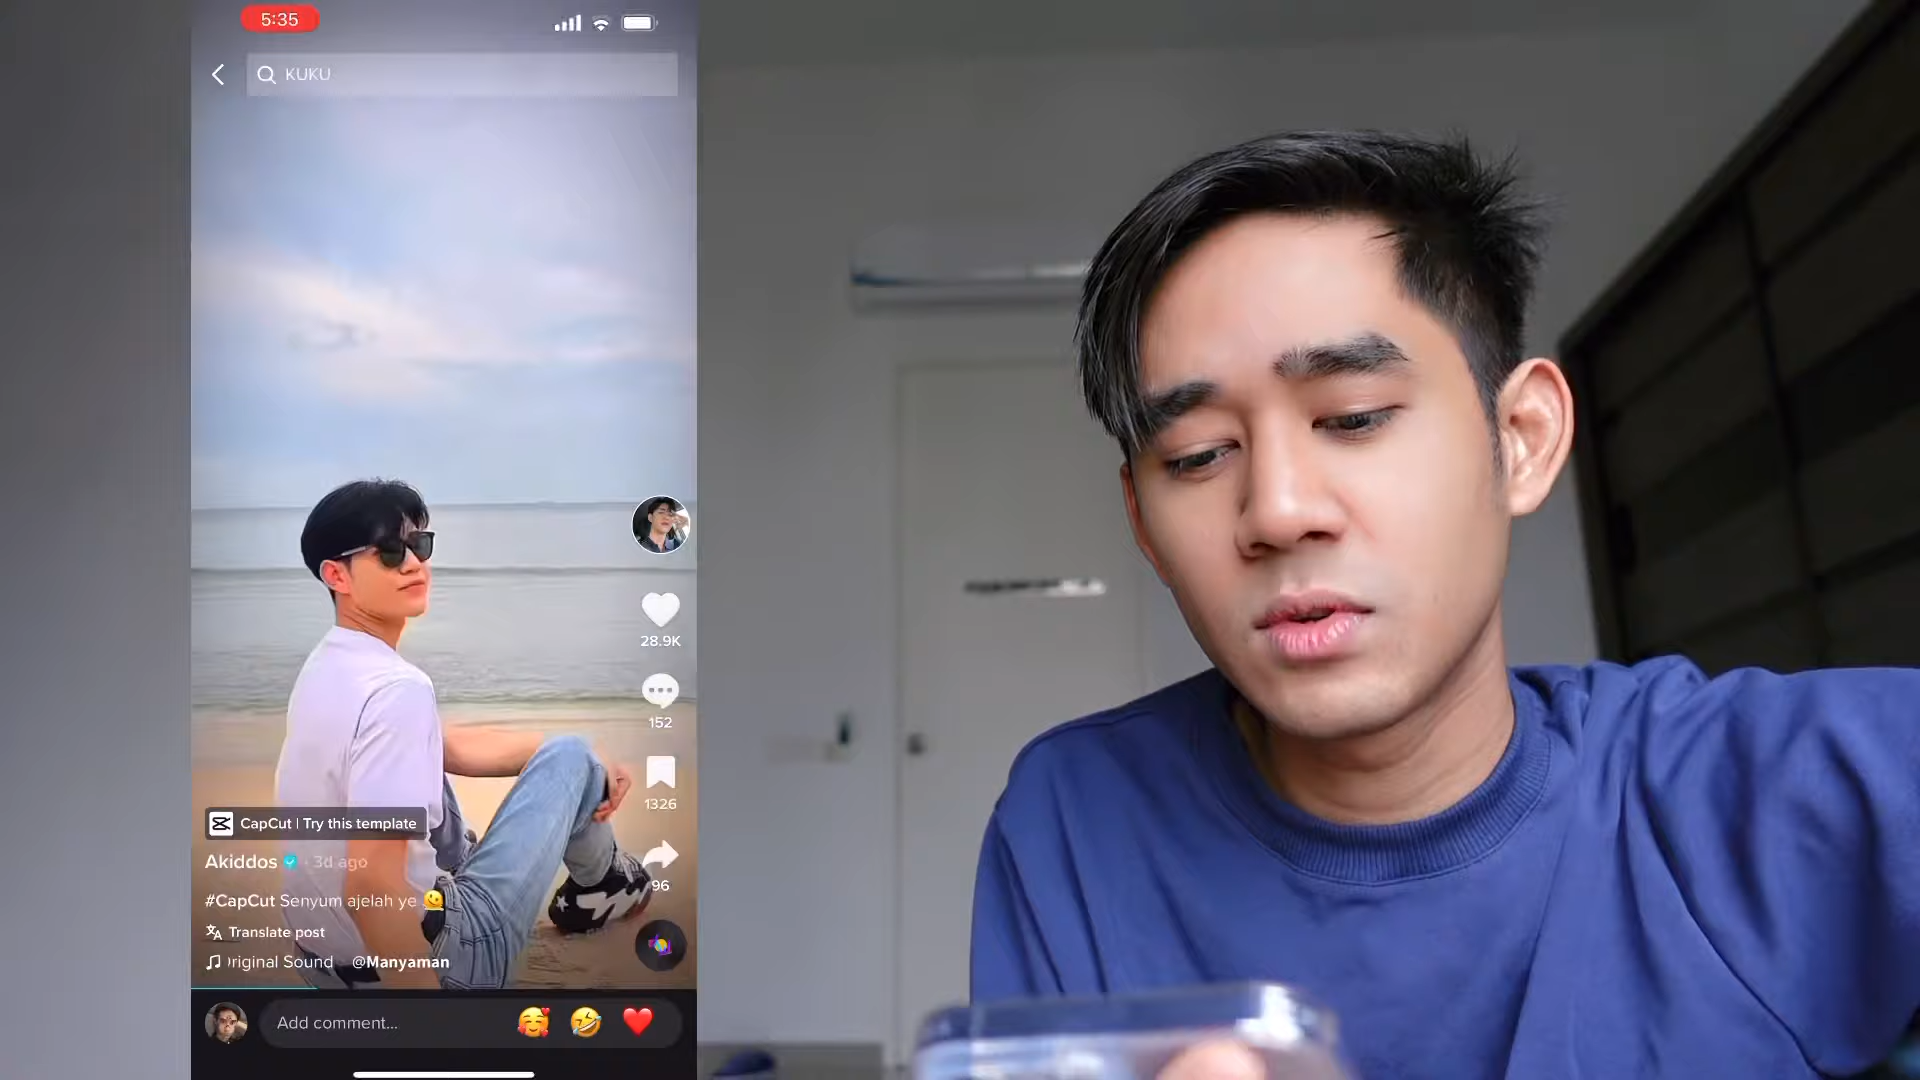 5:35
KUKU
28.9K
152
1326
CapCut | Try this template
Akiddos · 3d ago
96
#CapCut Senyum ajelah ye
Translate post
riginal Sound @Manyaman
Add comment...